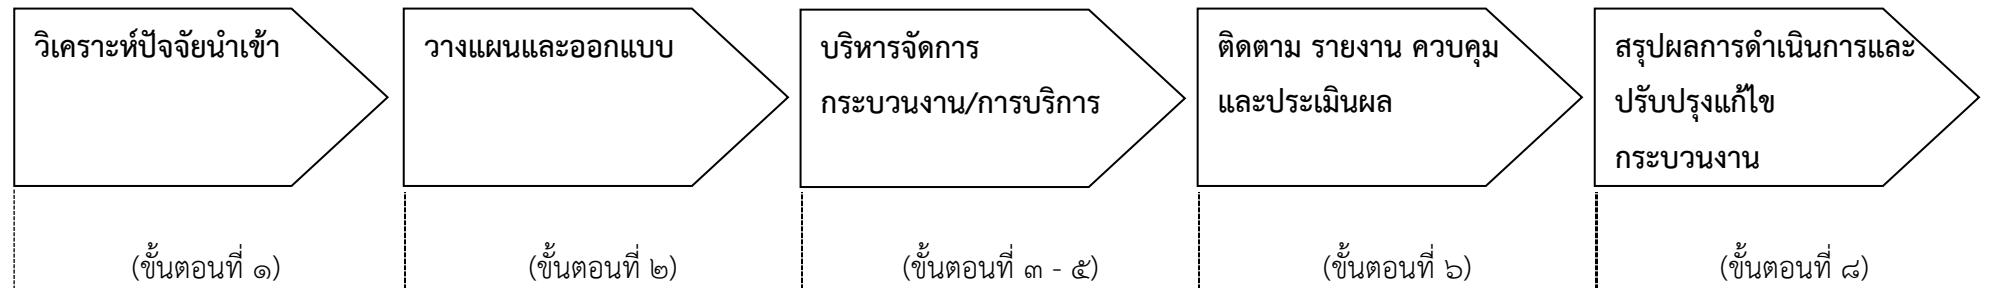 วิเคราะห์ปัจจัยนำเข้า
วางแผนและออกแบบ
บริหารจัดการ
กระบวนงาน/การบริการ
ติดตาม รายงาน ควบคุม
และประเมินผล
สรุปผลการดำเนินการและ
ปรับปรุงแก้ไข
กระบวนงาน
(ขั้นตอนที่ ๑)
(ขั้นตอนที่ ๒)
(ขั้นตอนที่ ๓ - ๕)
(ขั้นตอนที่ ๖)
(ขั้นตอนที่ ๘)